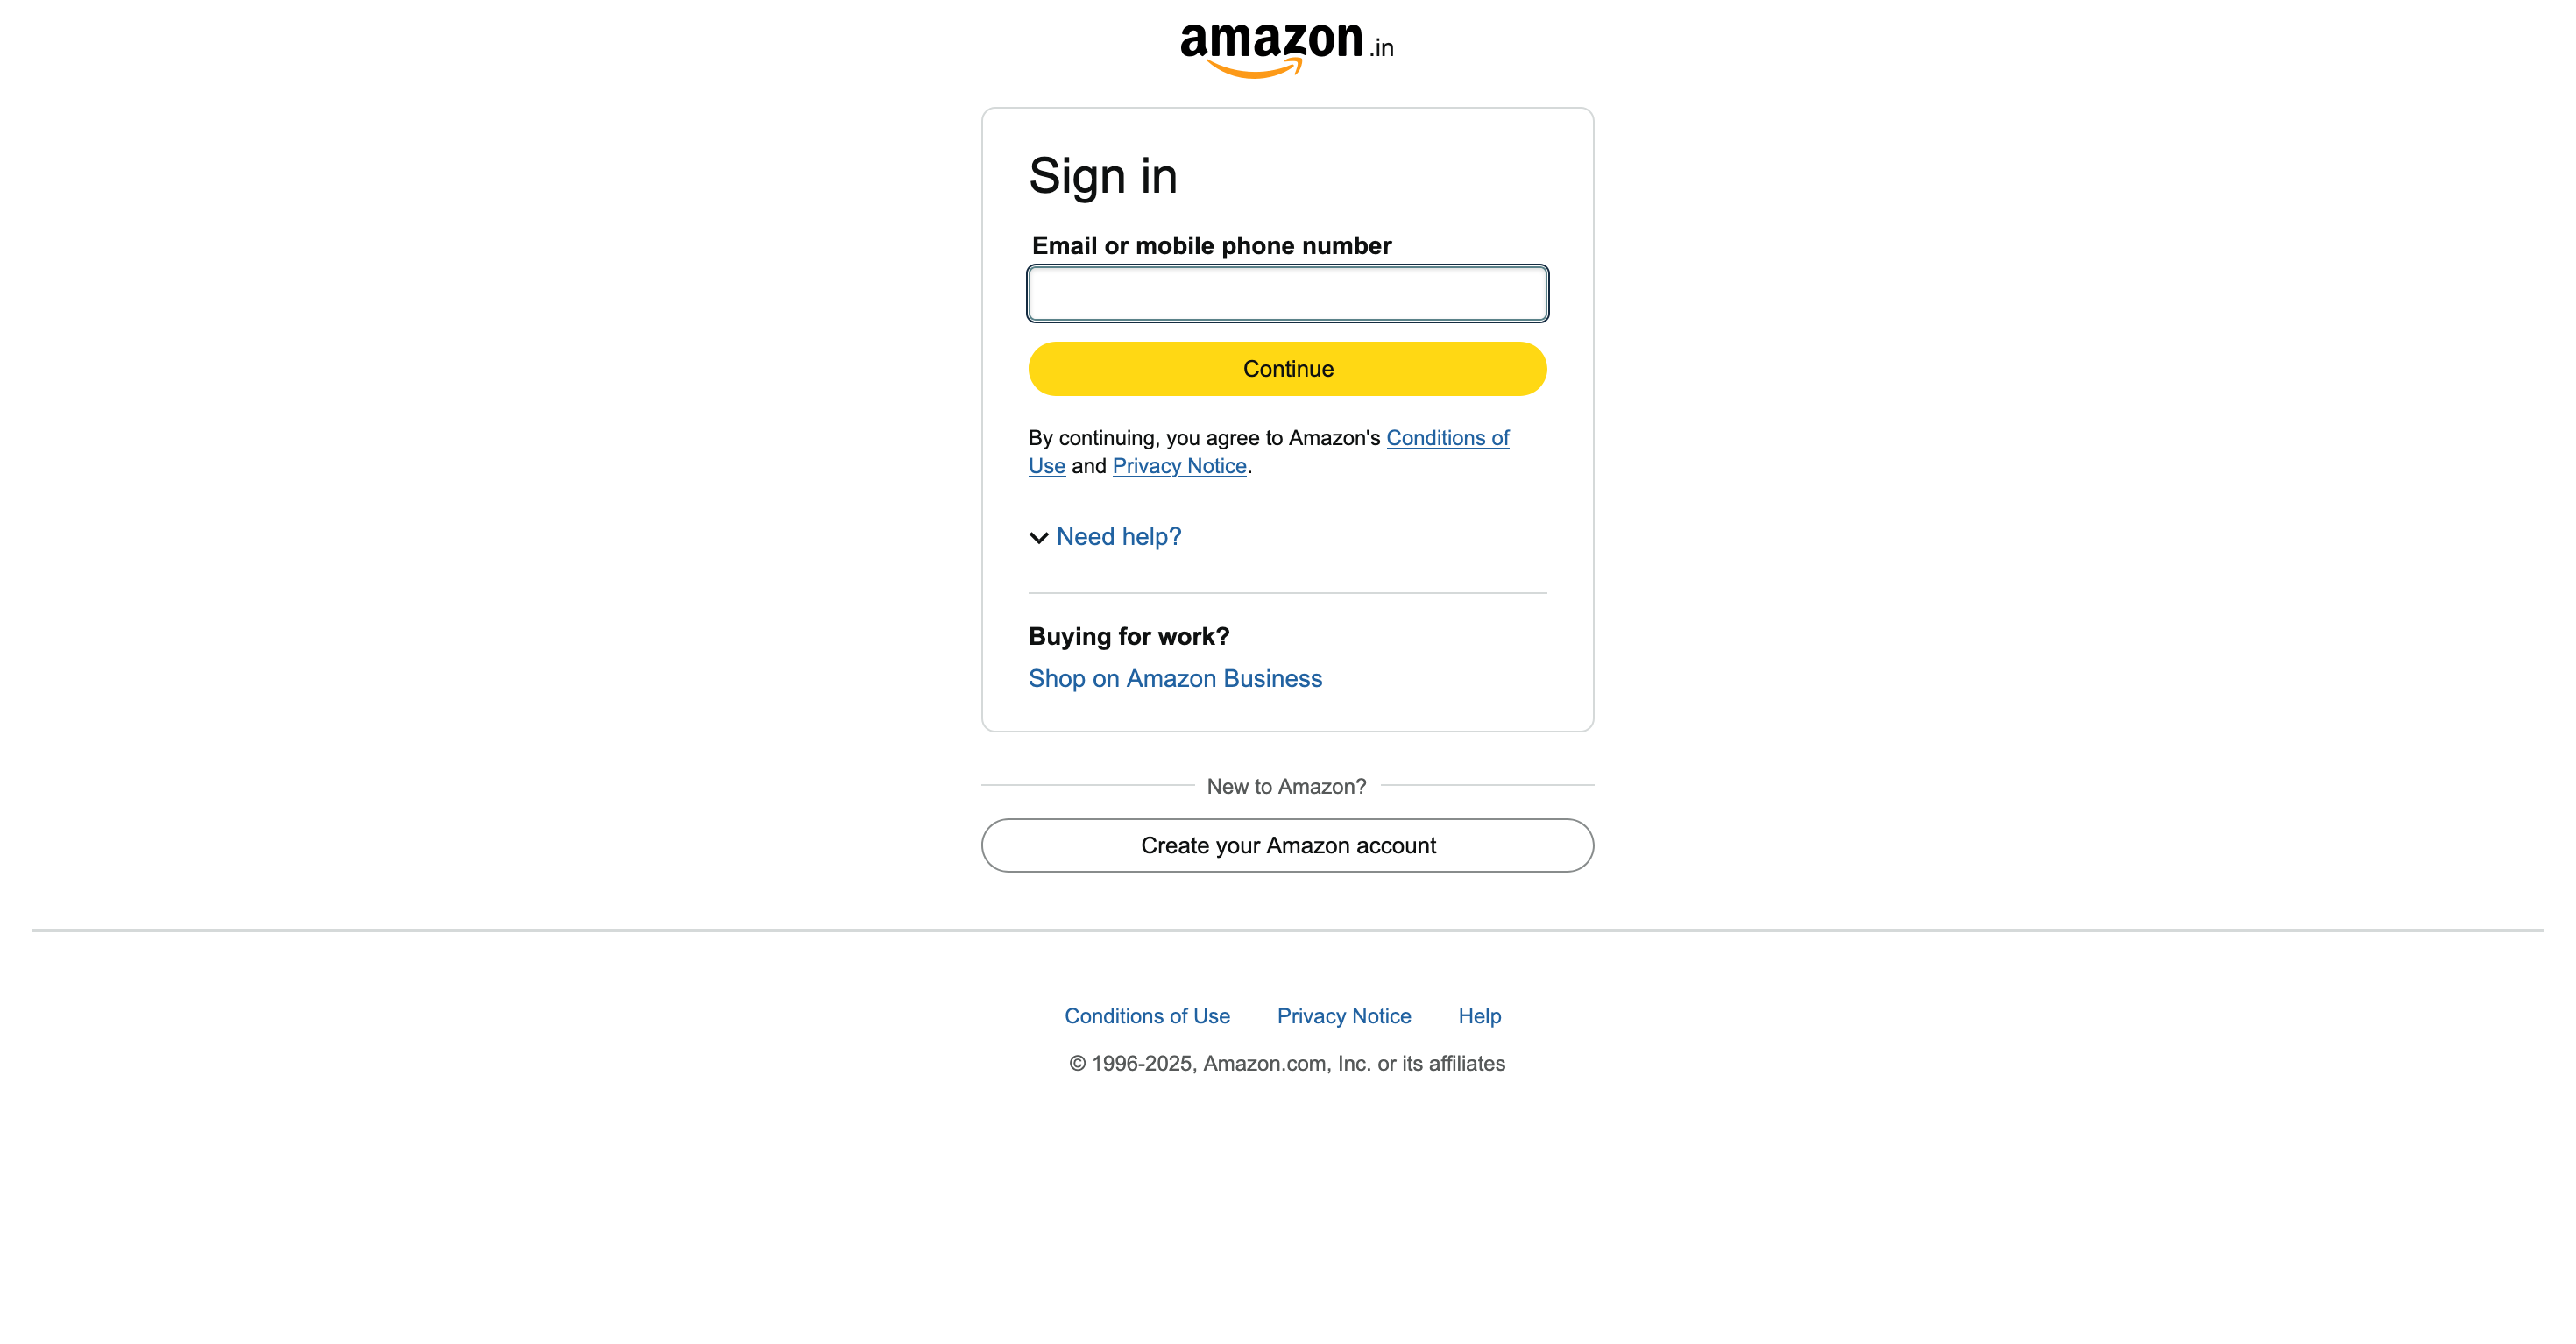 amazon.in
Sign in
Email or mobile phone number
Continue
By continuing, you agree to Amazon's Conditions of
Use and Privacy Notice.
Need help?
Buying for work?
Shop on Amazon Business
New to Amazon?
Create your Amazon account
Conditions of Use Privacy Notice Help
© 1996-2025, Amazon.com, Inc. or its affiliates